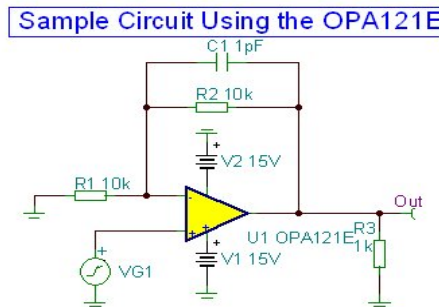 Sample Circuit Using the OPA121E
C1 1pF
R2 10k
V2 15V
R1 10k
Out
U1 OPA121E
R3
1k
VG1
V1 15V